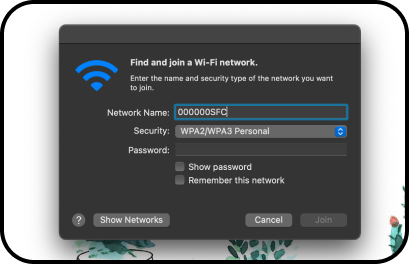 Find and join a Wi-Fi network.
Enter the name and security type of the network you want
to join.
Network Name: 000000SFC
Security: WPA2/WPA3 Personal
Password:
Show password
Remember this network
? Show Networks Cancel Join